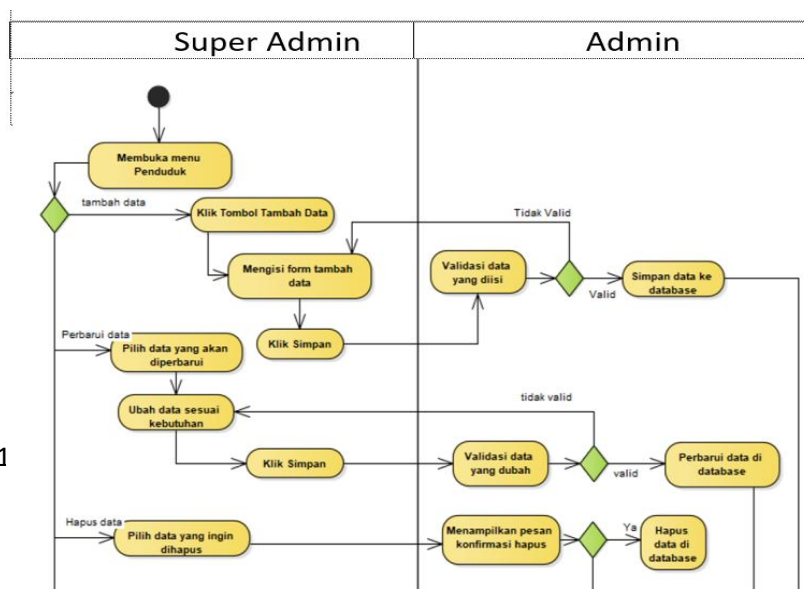 Super Admin
Admin
Membuka menu
Penduduk
tambah data
Klik Tombol Tambah Data
Tidak Valid
Mengisi form tambah
data
Validasi data
yang diisi
Valid
Simpan data ke
database
Klik Simpan
Perbarui data
Pilih data yang akan
diperbarui
Ubah data sesuai
kebutuhan
tidak valid
1
Klik Simpan
Validasi data
yang dubah
valid
Perbarui data di
database
Hapus data
Pilih data yang ingin
dihapus
Menampilkan pesan
konfirmasi hapus
Ya
Hapus
data di
database